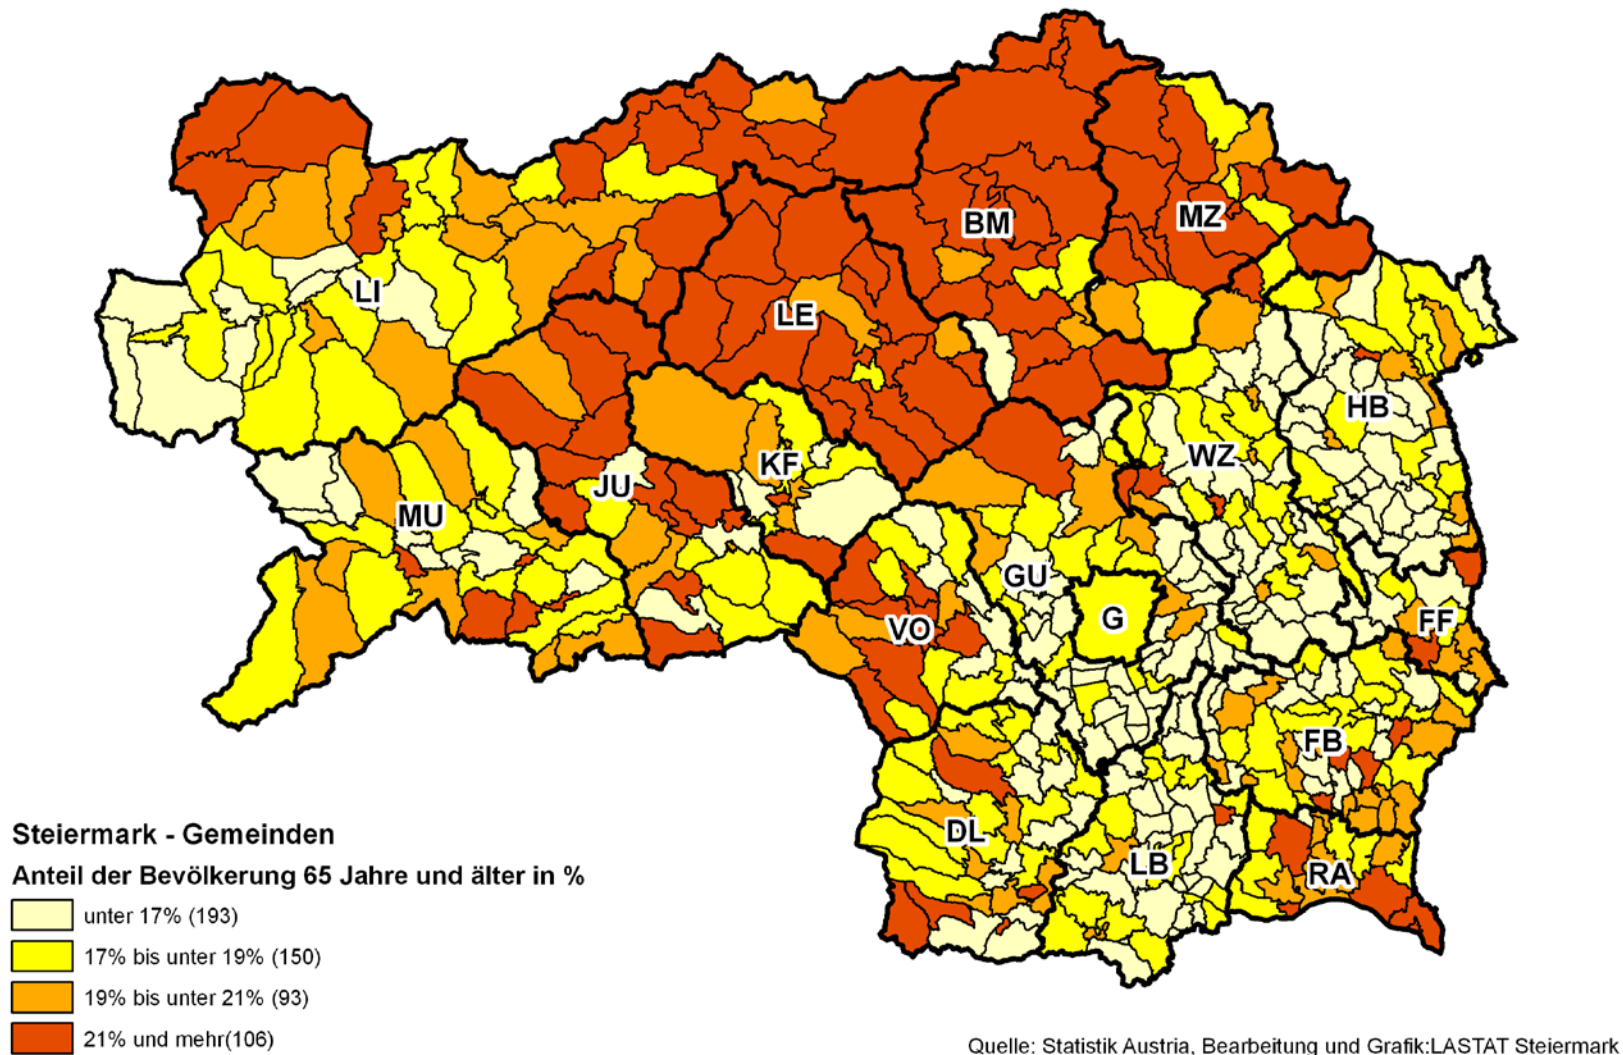 BM
MZ
LI
LE
HB
WZ
KF
JU
MU
GU
G
VO
FF
FB
DL
LB
RA
Steiermark - Gemeinden
Anteil der Bevölkerung 65 Jahre und älter in %
unter 17% (193)
17% bis unter 19% (150)
19% bis unter 21% (93)
21% und mehr(106)
Quelle: Statistik Austria, Bearbeitung und Grafik:LASTAT Steiermark